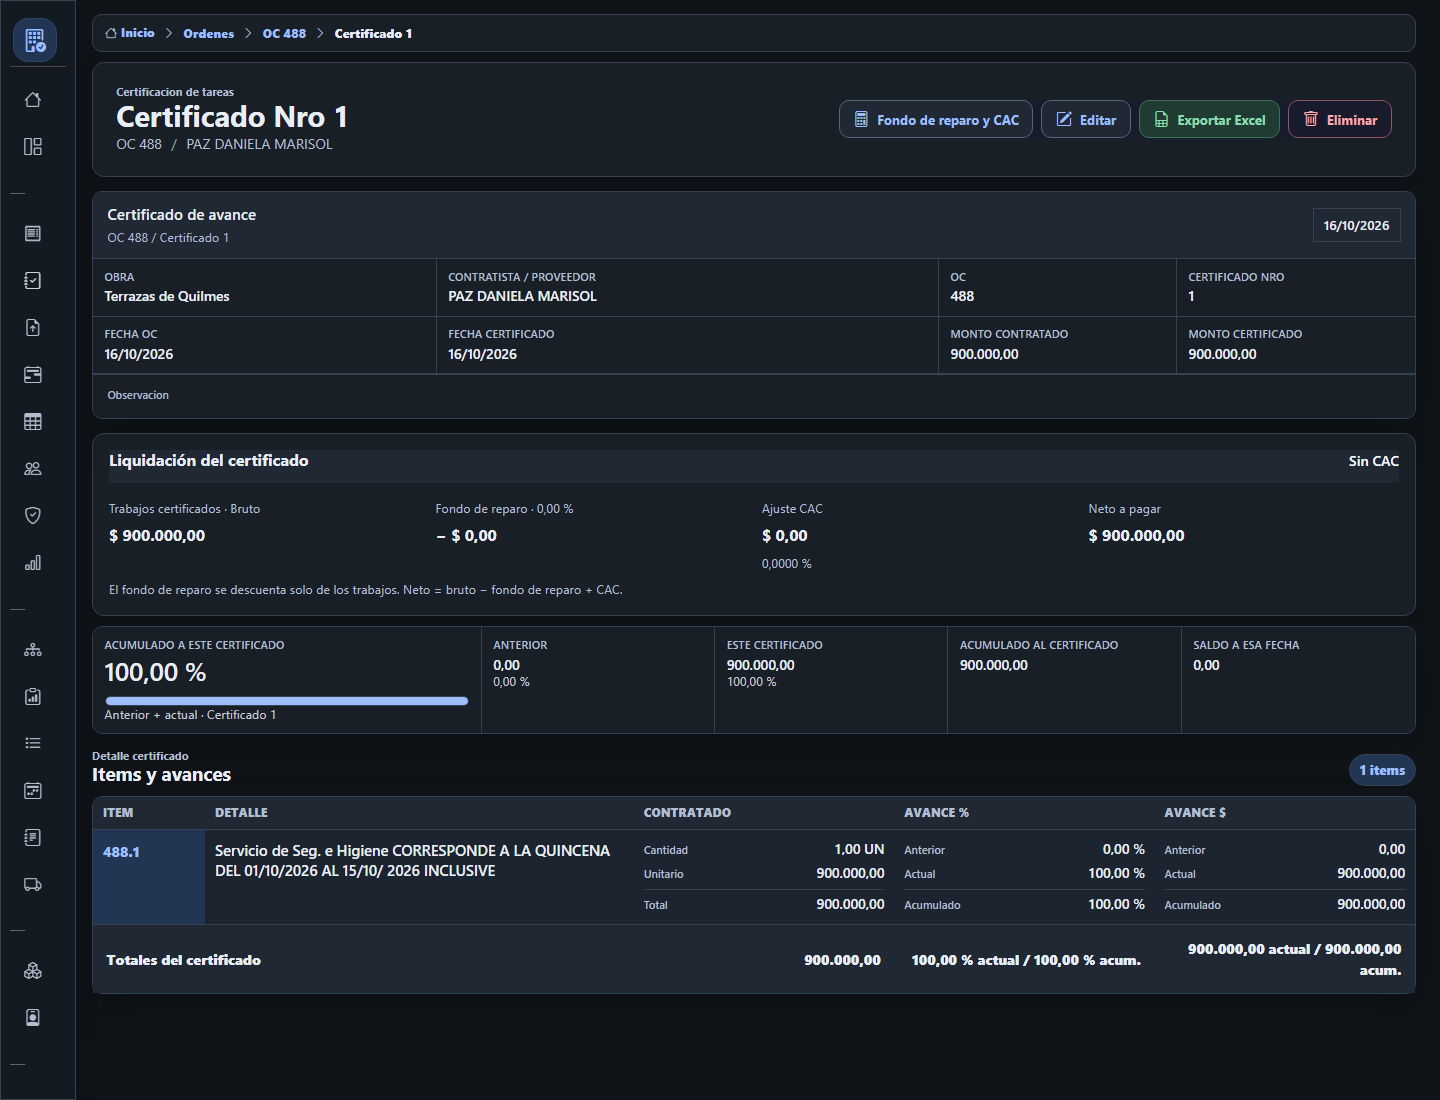 Inicio > Ordenes > OC 488 > Certificado 1
Certificacion de tareas
Certificado Nro 1
OC 488 / PAZ DANIELA MARISOL
Fondo de reparo y CAC
Editar
Exportar Excel
Eliminar
Certificado de avance
OC 488 / Certificado 1
16/10/2026
OBRA
Terrazas de Quilmes
CONTRATISTA / PROVEEDOR
PAZ DANIELA MARISOL
OC
488
CERTIFICADO NRO
1
FECHA OC
16/10/2026
FECHA CERTIFICADO
16/10/2026
MONTO CONTRATADO
900.000,00
MONTO CERTIFICADO
900.000,00
Observacion
Liquidación del certificado
Sin CAC
Trabajos certificados · Bruto
$ 900.000,00
Fondo de reparo · 0,00 %
− $ 0,00
Ajuste CAC
$ 0,00
0,0000 %
Neto a pagar
$ 900.000,00
El fondo de reparo se descuenta solo de los trabajos. Neto = bruto − fondo de reparo + CAC.
ACUMULADO A ESTE CERTIFICADO
100,00 %
Anterior + actual · Certificado 1
ANTERIOR
0,00
0,00 %
ESTE CERTIFICADO
900.000,00
100,00 %
ACUMULADO AL CERTIFICADO
900.000,00
SALDO A ESA FECHA
0,00
Detalle certificado
Items y avances
1 items
ITEM DETALLE CONTRATADO AVANCE % AVANCE $
488.1
Servicio de Seg. e Higiene CORRESPONDE A LA QUINCENA
DEL 01/10/2026 AL 15/10/ 2026 INCLUSIVE
Cantidad 1,00 UN
Unitario 900.000,00
Total 900.000,00
Anterior 0,00 %
Actual 100,00 %
Acumulado 100,00 %
Anterior 0,00
Actual 900.000,00
Acumulado 900.000,00
Totales del certificado
900.000,00
100,00 % actual / 100,00 % acum.
900.000,00 actual / 900.000,00
acum.